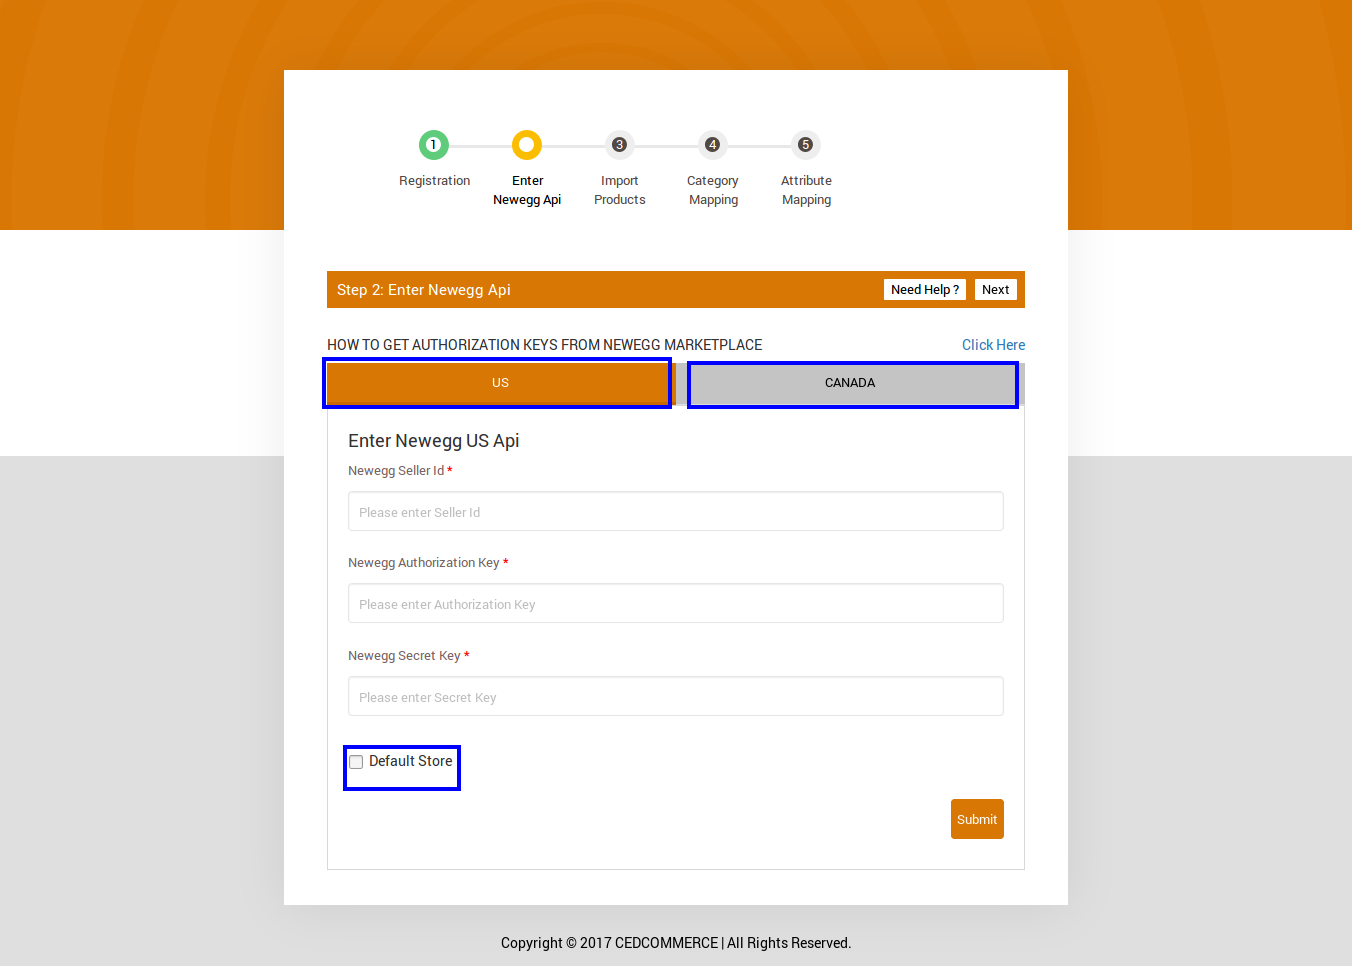 1 3 4 5
Registration Enter Import Category Attribute
Newegg Api Products Mapping Mapping
Step 2: Enter Newegg Api Need Help ? Next
HOW TO GET AUTHORIZATION KEYS FROM NEWEGG MARKETPLACE Click Here
US CANADA
Enter Newegg US Api
Newegg Seller Id *
Please enter Seller Id
Newegg Authorization Key *
Please enter Authorization Key
Newegg Secret Key *
Please enter Secret Key
Default Store
Submit
Copyright © 2017 CEDCOMMERCE | All Rights Reserved.